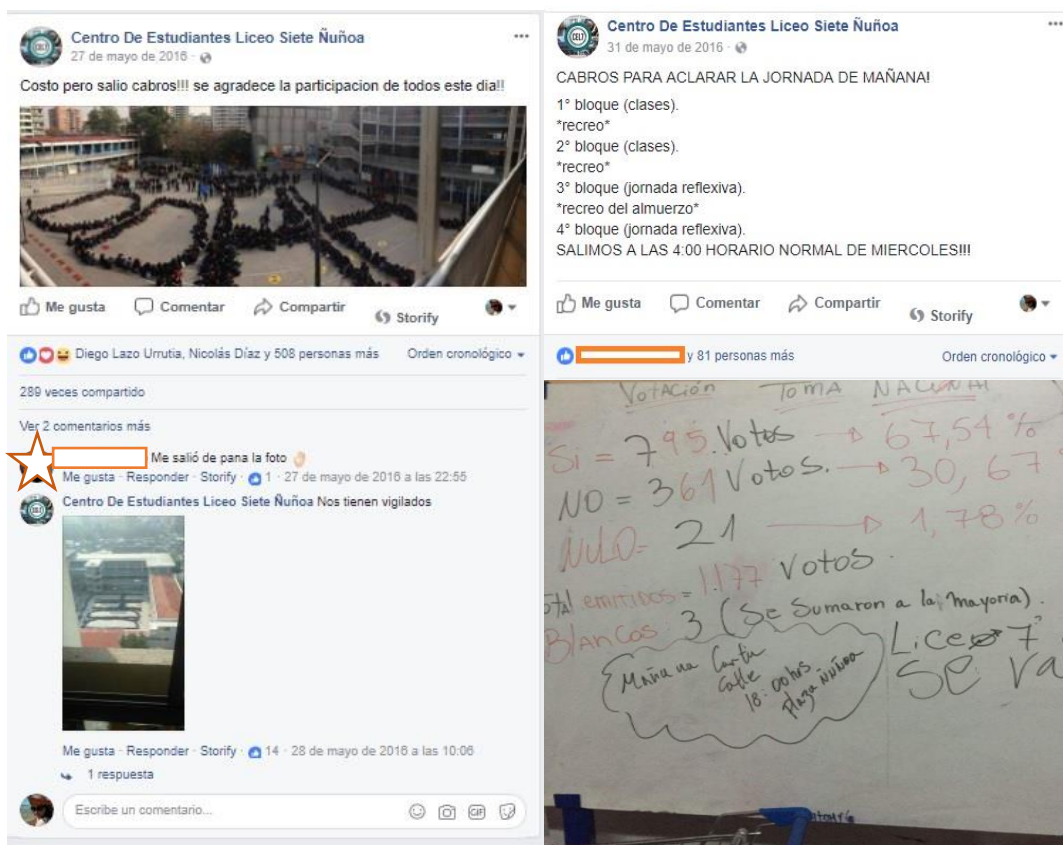 Centro De Estudiantes Liceo Siete Ñuñoa
27 de mayo de 2016 ·
Costo pero salio cabros!!! se agradece la participacion de todos este dia!!
Me gusta Comentar Compartir Storify
Diego Lazo Urrutia, Nicolás Díaz y 508 personas más Orden cronológico
289 veces compartido
Ver 2 comentarios más
Me salió de pana la foto
Me gusta · Responder · Storify · 1 · 27 de mayo de 2016 a las 22:55
Centro De Estudiantes Liceo Siete Ñuñoa Nos tienen vigilados
Me gusta · Responder · Storify · 14 · 28 de mayo de 2016 a las 10:06
1 respuesta
Escribe un comentario...
GIF
Centro De Estudiantes Liceo Siete Ñuñoa
31 de mayo de 2016 ·
CABROS PARA ACLARAR LA JORNADA DE MAÑANA!
1° bloque (clases).
*recreo*
2° bloque (clases).
*recreo*
3° bloque (jornada reflexiva).
*recreo del almuerzo*
4° bloque (jornada reflexiva).
SALIMOS A LAS 4:00 HORARIO NORMAL DE MIERCOLES!!!
Me gusta Comentar Compartir Storify
y 81 personas más Orden cronológico
Votación Toma NACIONAl
Si = 795 Votos → 67,54 %
NO = 361 Votos. → 30,67 %
NULO = 21 → 1,78 %
emitidos = 1.177 Votos.
Blancos 3 (Se Sumaron a la mayoria).
Mañana
Calle
18:00 hrs
Plaza Ñuñoa
Liceo 7
Se va